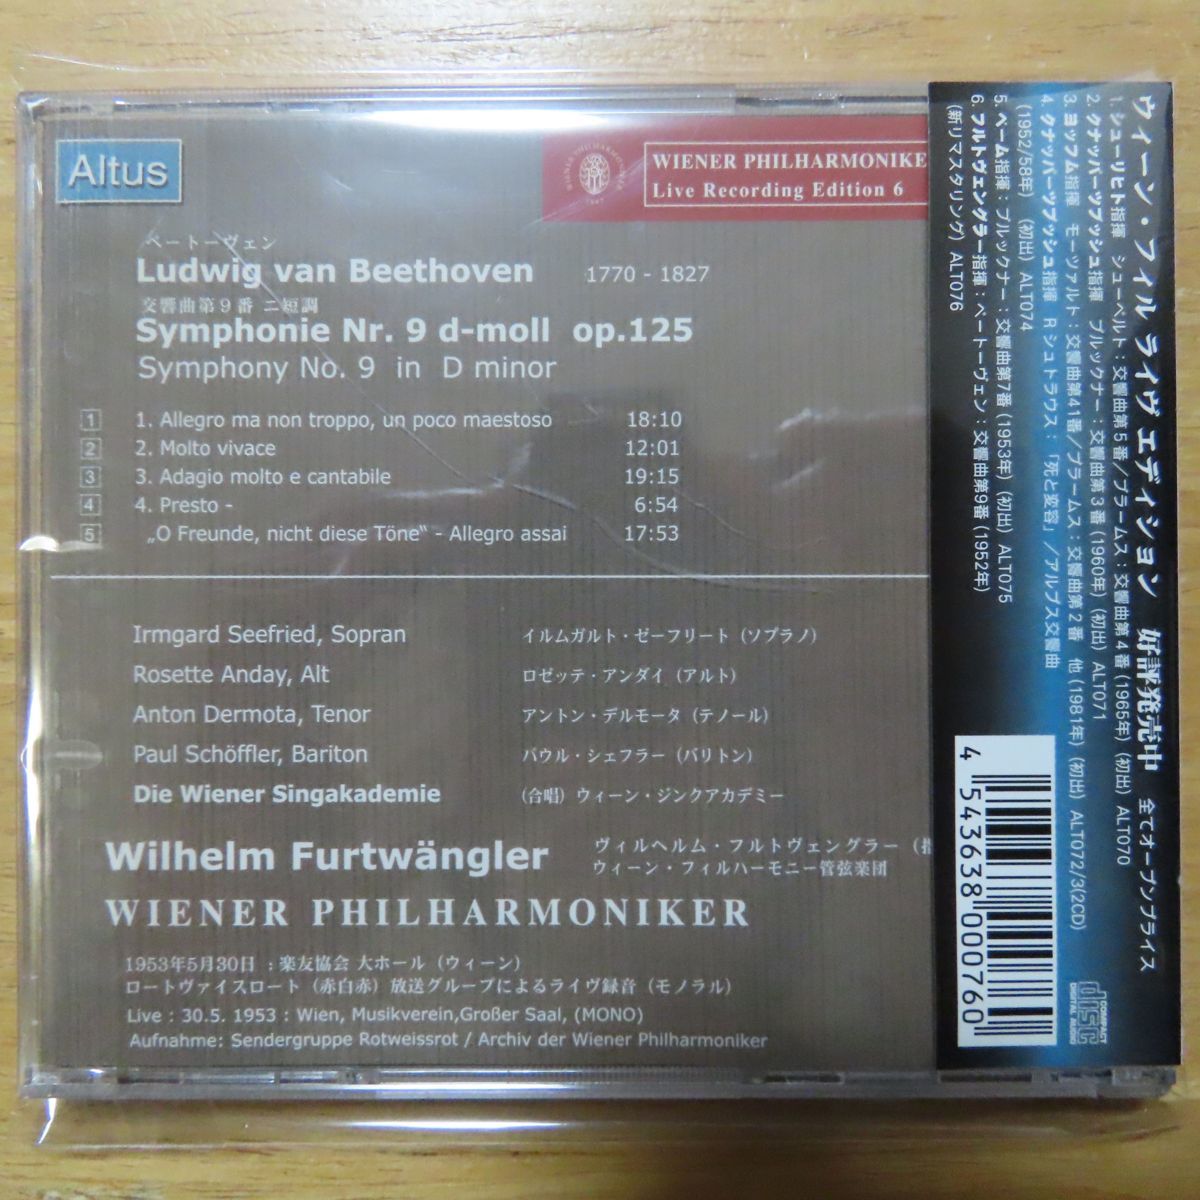 Altus
WIENER PHILHARMONIKE
Live Recording Edition 6
ベートーヴェン
Ludwig van Beethoven 1770 - 1827
交響曲第9番 ニ短調
Symphonie Nr. 9 d-moll op.125
Symphony No. 9 in D minor
1 1. Allegro ma non troppo, un poco maestoso 18:10
2 2. Molto vivace 12:01
3 3. Adagio molto e cantabile 19:15
4 4. Presto - 6:54
5 „O Freunde, nicht diese Töne“ - Allegro assai 17:53
Irmgard Seefried, Sopran イルムガルト・ゼーフリート（ソプラノ）
Rosette Anday, Alt ロゼッテ・アンダイ（アルト）
Anton Dermota, Tenor アントン・デルモータ（テノール）
Paul Schöffler, Bariton パウル・シェフラー（バリトン）
Die Wiener Singakademie （合唱）ウィーン・ジンクアカデミー
Wilhelm Furtwängler ヴィルヘルム・フルトヴェングラー（指
ウィーン・フィルハーモニー管弦楽団
WIENER PHILHARMONIKER
1953年5月30日：楽友協会 大ホール（ウィーン）
ロートヴァイスロート（赤白赤）放送グループによるライヴ録音（モノラル）
Live : 30.5. 1953 : Wien, Musikverein,Großer Saal, (MONO)
Aufnahme: Sendergruppe Rotweissrot / Archiv der Wiener Philharmoniker
ウィーン・フィル ライヴ エディション 好評発売中 全てオープンプライス
1. シューリヒト指揮 シューベルト：交響曲第5番／ブラームス：交響曲第4番 (1965年)（初出）ALT070
2. クナッパーツブッシュ指揮 ブルックナー：交響曲第3番 (1960年)（初出）ALT071
3. ヨッフム指揮 モーツァルト：交響曲第41番／ブラームス：交響曲第2番 他 (1981年)（初出）ALT072/3(2CD)
4. クナッパーツブッシュ指揮 Rシュトラウス：「死と変容」／アルプス交響曲
(1952/58年)（初出）ALT074
5. ベーム指揮：ブルックナー：交響曲第7番 (1953年)（初出）ALT075
6. フルトヴェングラー指揮：ベートーヴェン：交響曲第9番 (1952年)
（新リマスタリング）ALT076
4 543638 000760
COMPACT
disc
DIGITAL AUDIO